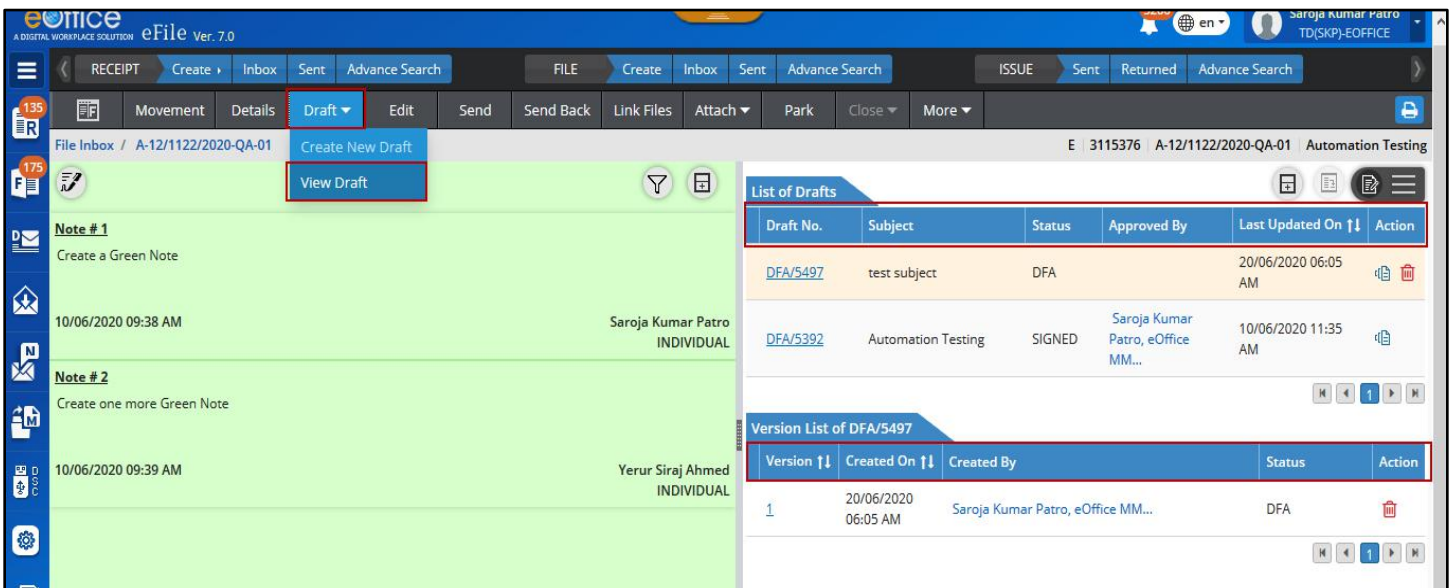 eOffice
A DIGITAL WORKPLACE SOLUTION eFile Ver. 7.0
en
Saroja Kumar Patro
TD(SKP)-EOFFICE
RECEIPT Create Inbox Sent Advance Search FILE Create Inbox Sent Advance Search ISSUE Sent Returned Advance Search
135
R
Movement Details Draft Edit Send Send Back Link Files Attach Park Close More
File Inbox / A-12/1122/2020-QA-01
Create New Draft
E 3115376 A-12/1122/2020-QA-01 Automation Testing
175
F
View Draft
List of Drafts
Note # 1
Create a Green Note
10/06/2020 09:38 AM
Saroja Kumar Patro
INDIVIDUAL
Note # 2
Create one more Green Note
10/06/2020 09:39 AM
Yerur Siraj Ahmed
INDIVIDUAL
D
N
M
DSC
Draft No. Subject Status Approved By Last Updated On Action
DFA/5497 test subject DFA 20/06/2020 06:05
AM
DFA/5392 Automation Testing SIGNED Saroja Kumar
Patro, eOffice
MM...
10/06/2020 11:35
AM
1
Version List of DFA/5497
Version Created On Created By Status Action
1 20/06/2020
06:05 AM
Saroja Kumar Patro, eOffice MM... DFA
1